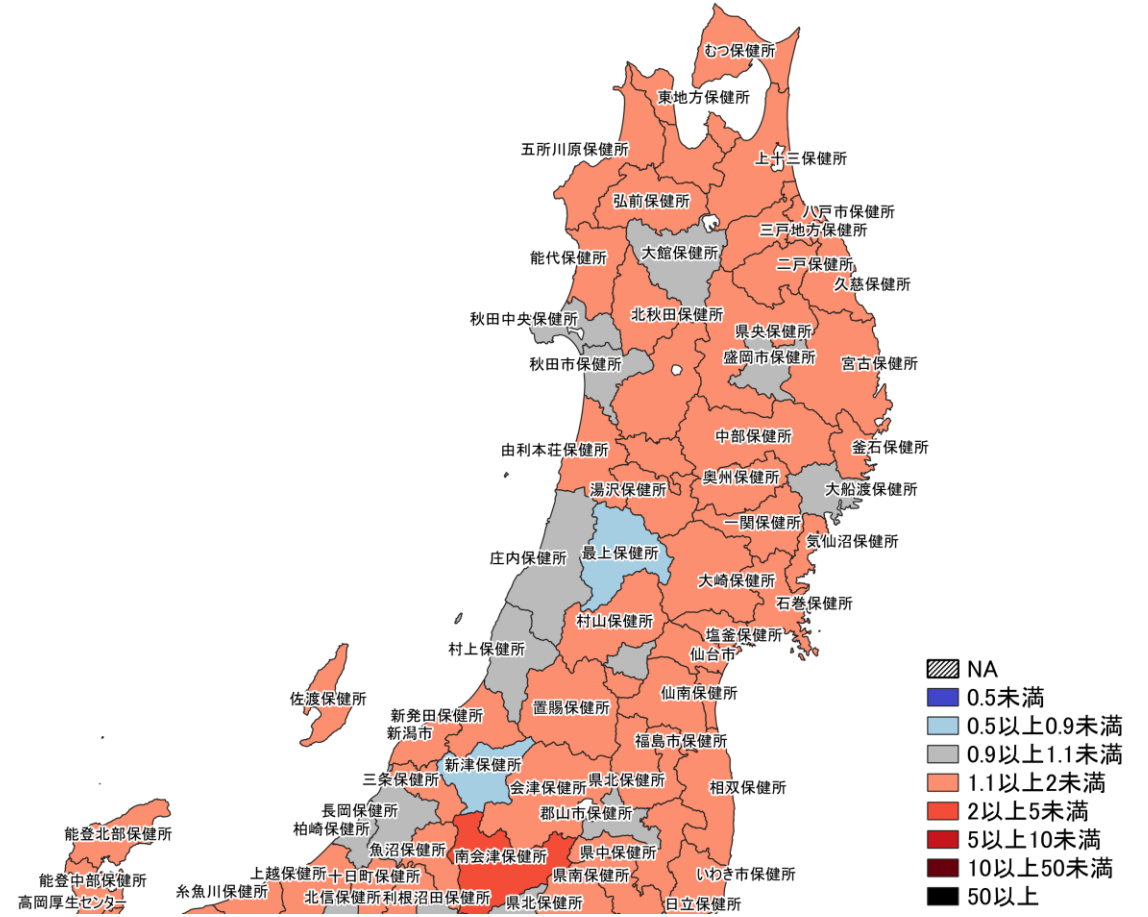 むつ保健所
東地方保健所
五所川原保健所
上十三保健所
弘前保健所
八戸市保健所
三戸地方保健所
大館保健所
能代保健所
二戸保健所
久慈保健所
北秋田保健所
秋田中央保健所
県央保健所
盛岡市保健所
秋田市保健所
宮古保健所
中部保健所
釜石保健所
由利本荘保健所
奥州保健所
湯沢保健所
大船渡保健所
一関保健所
気仙沼保健所
庄内保健所
最上保健所
大崎保健所
石巻保健所
村山保健所
塩釜保健所
仙台市
村上保健所
佐渡保健所
仙南保健所
置賜保健所
新発田保健所
新潟市
福島市保健所
新津保健所
三条保健所
会津保健所
県北保健所
相双保健所
長岡保健所
郡山市保健所
柏崎保健所
能登北部保健所
魚沼保健所
南会津保健所
県中保健所
上越保健所
十日町保健所
県南保健所
いわき市保健所
能登中部保健所
糸魚川保健所
北信保健所
利根沼田保健所
県北保健所
日立保健所
高岡厚生センター
NA
0.5未満
0.5以上0.9未満
0.9以上1.1未満
1.1以上2未満
2以上5未満
5以上10未満
10以上50未満
50以上